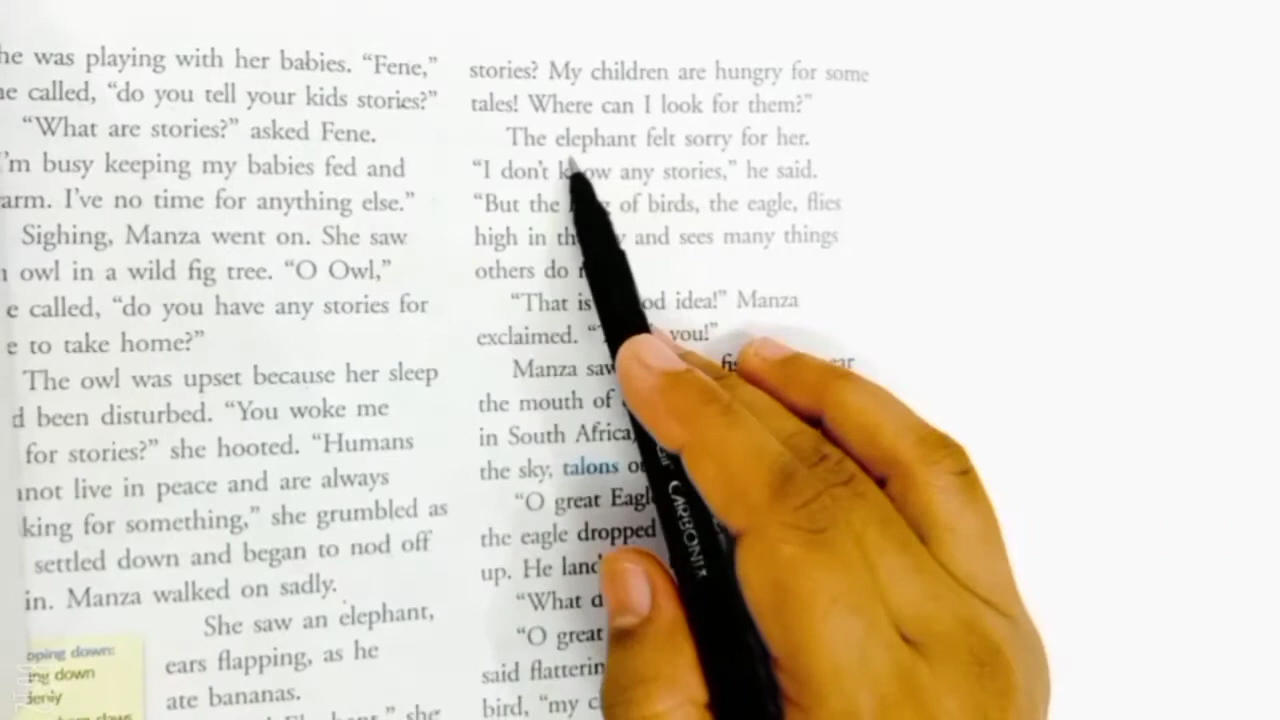 he was playing with her babies. “Fene,”
he called, “do you tell your kids stories?”
“What are stories?” asked Fene.
I’m busy keeping my babies fed and
arm. I’ve no time for anything else.”
Sighing, Manza went on. She saw
owl in a wild fig tree. “O Owl,”
e called, “do you have any stories for
e to take home?”
The owl was upset because her sleep
d been disturbed. “You woke me
for stories?” she hooted. “Humans
nnot live in peace and are always
king for something,” she grumbled as
settled down and began to nod off
in. Manza walked on sadly.
She saw an elephant,
ears flapping, as he
ate bananas.
she
pping down:
ing down
denly
stories? My children are hungry for some
tales! Where can I look for them?”
The elephant felt sorry for her.
“I don’t know any stories,” he said.
“But the of birds, the eagle, flies
high in and sees many things
others do
“That is idea!” Manza
exclaimed. you!”
Manza saw
the mouth of
in South Africa,
the sky, talons
“O great Eagl
the eagle dropped
up. He land
“What d
“O great
said flatterin
bird, “my c
CARBONIX